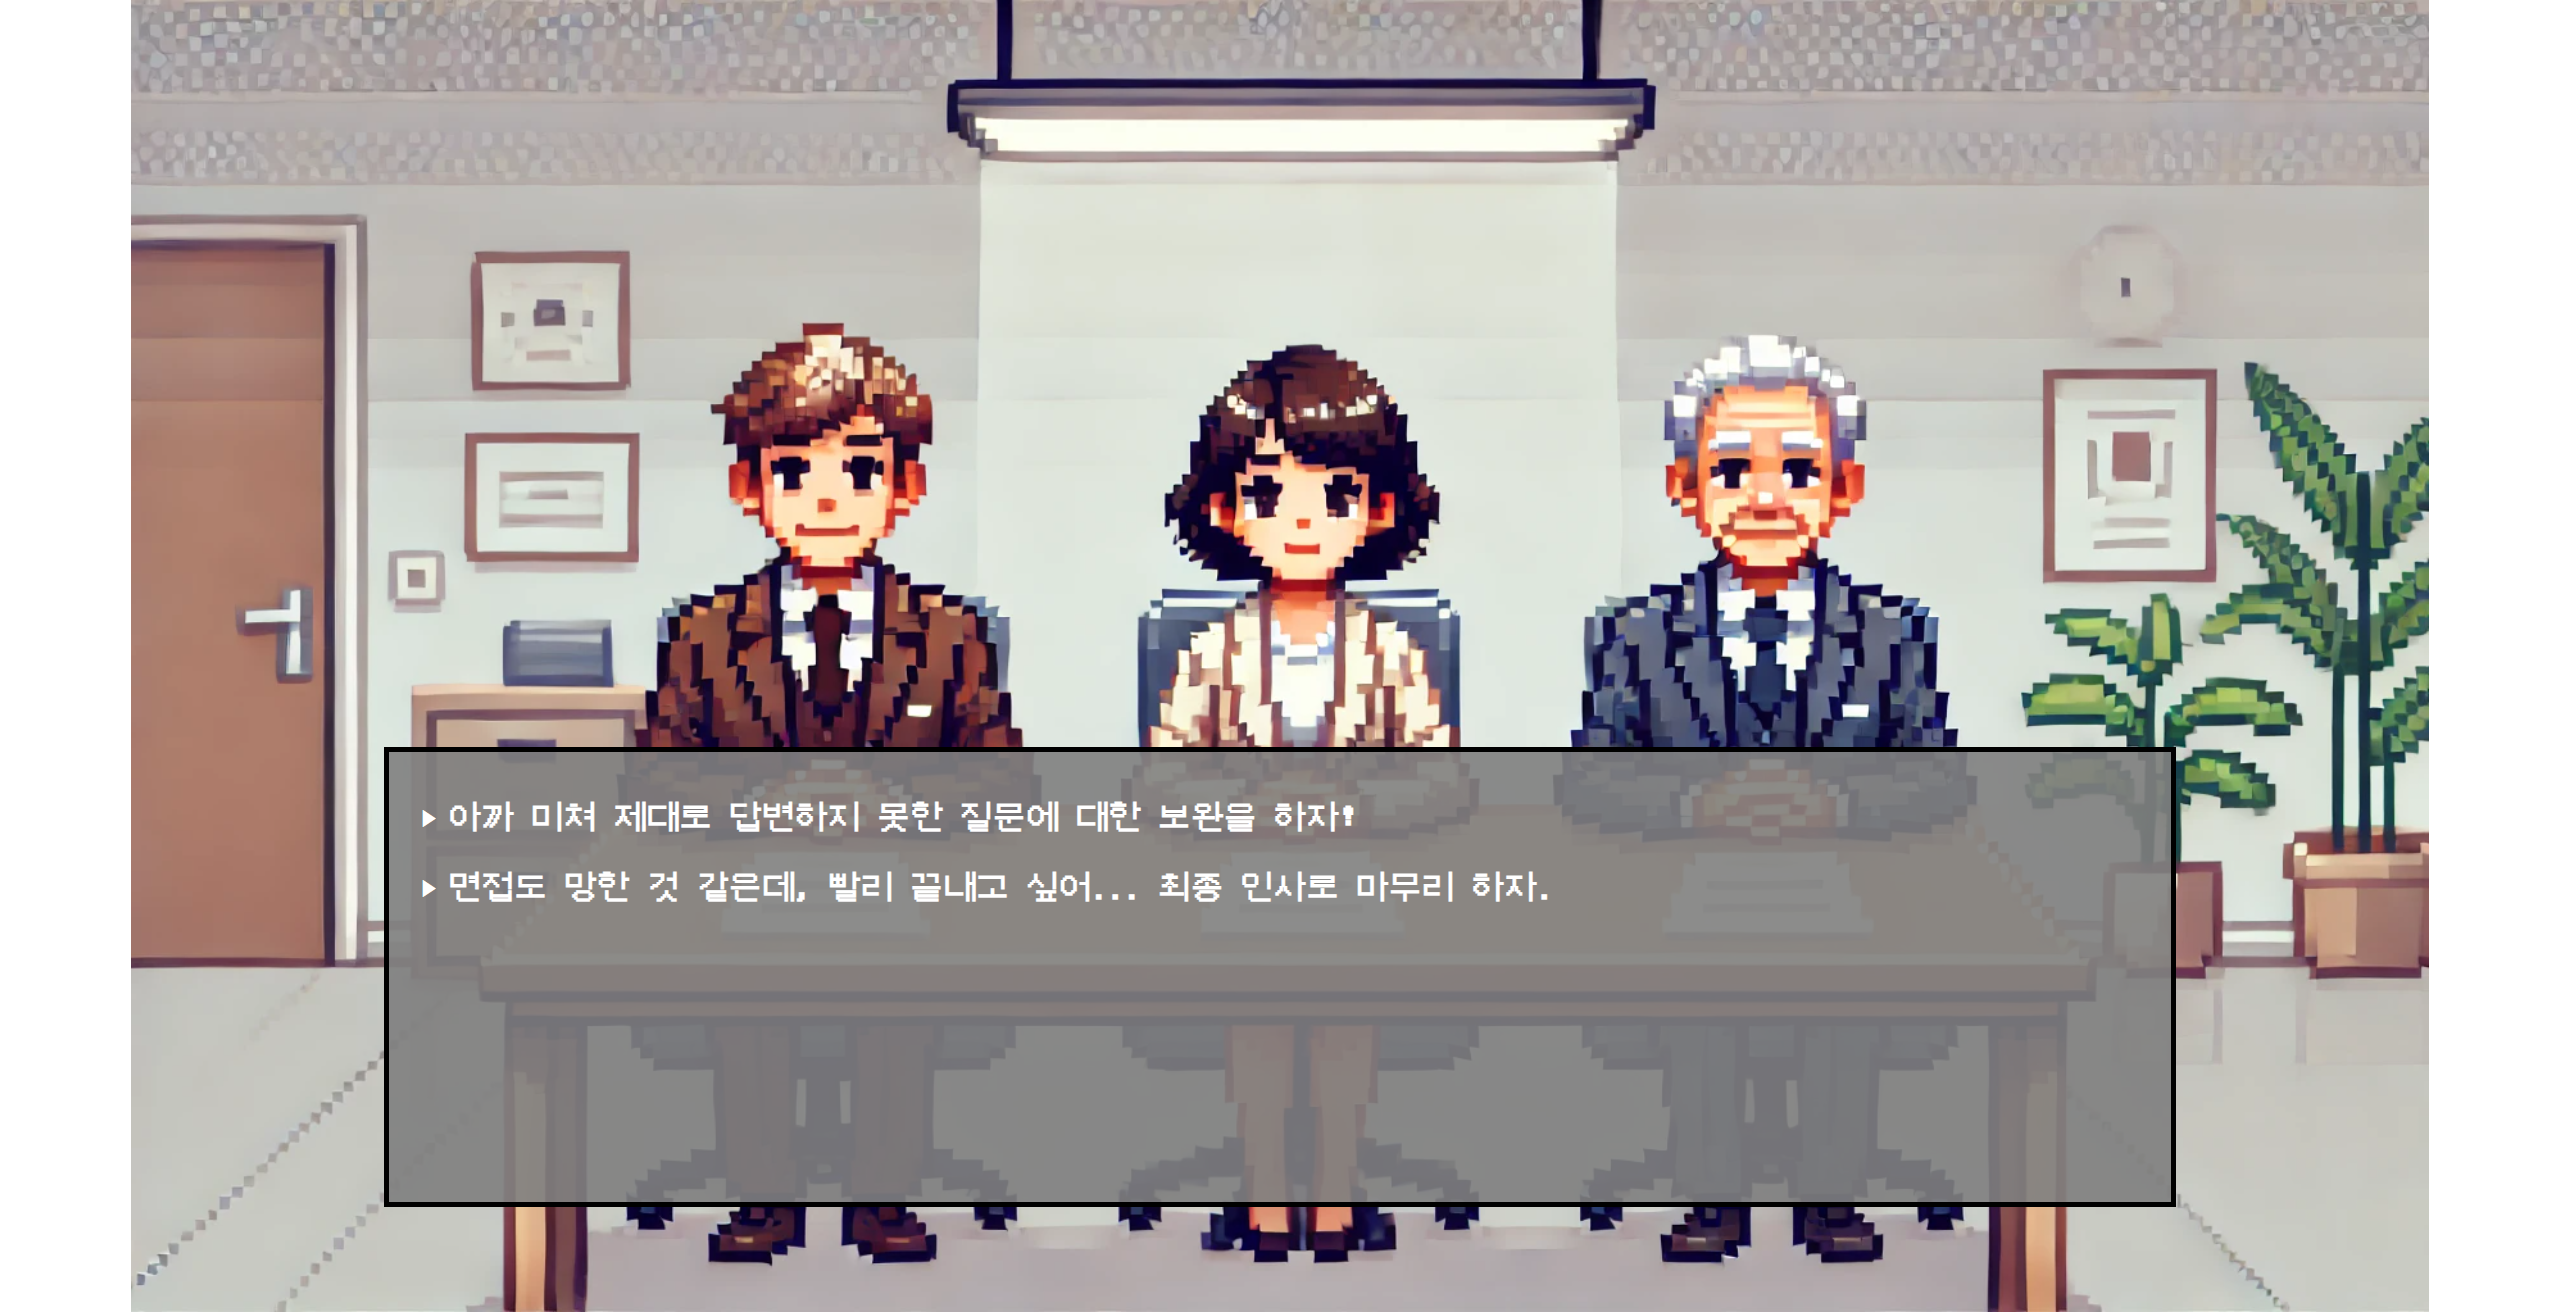 ▸ 아까 미쳐 제대로 답변하지 못한 질문에 대한 보완을 하자!
▸ 면접도 망한 것 같은데, 빨리 끝내고 싶어... 최종 인사로 마무리 하자.